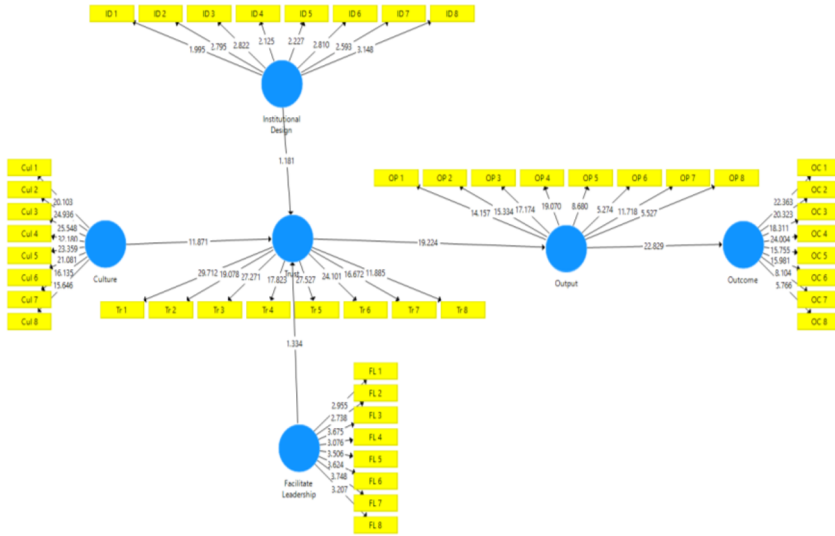 ID 1 ID 2 ID 3 ID 4 ID 5 ID 6 ID 7 ID 8
1.995 2.795 2.822 2.125 2.227 2.810 2.593 3.148
Institutional
Design
1.181
Cul 1
Cul 2
Cul 3
Cul 4
Cul 5
Cul 6
Cul 7
Cul 8
20.103
24.936
25.548
23.359
21.081
16.135
15.646
Culture
11.871
Trust
29.712 19.078 27.271 17.823 27.527 24.101 16.672 11.885
Tr 1 Tr 2 Tr 3 Tr 4 Tr 5 Tr 6 Tr 7 Tr 8
19.224
OP 1 OP 2 OP 3 OP 4 OP 5 OP 6 OP 7 OP 8
14.157 15.334 17.174 19.070 8.680 5.274 11.718 5.527
Output
22.829
OC 1
OC 2
OC 3
OC 4
OC 5
OC 6
OC 7
OC 8
22.363
20.323
18.311
24.004
15.755
15.981
8.104
5.766
Outcome
1.334
FL 1
FL 2
FL 3
FL 4
FL 5
FL 6
FL 7
FL 8
2.955
2.738
3.675
3.076
3.506
3.624
3.748
3.207
Facilitate
Leadership